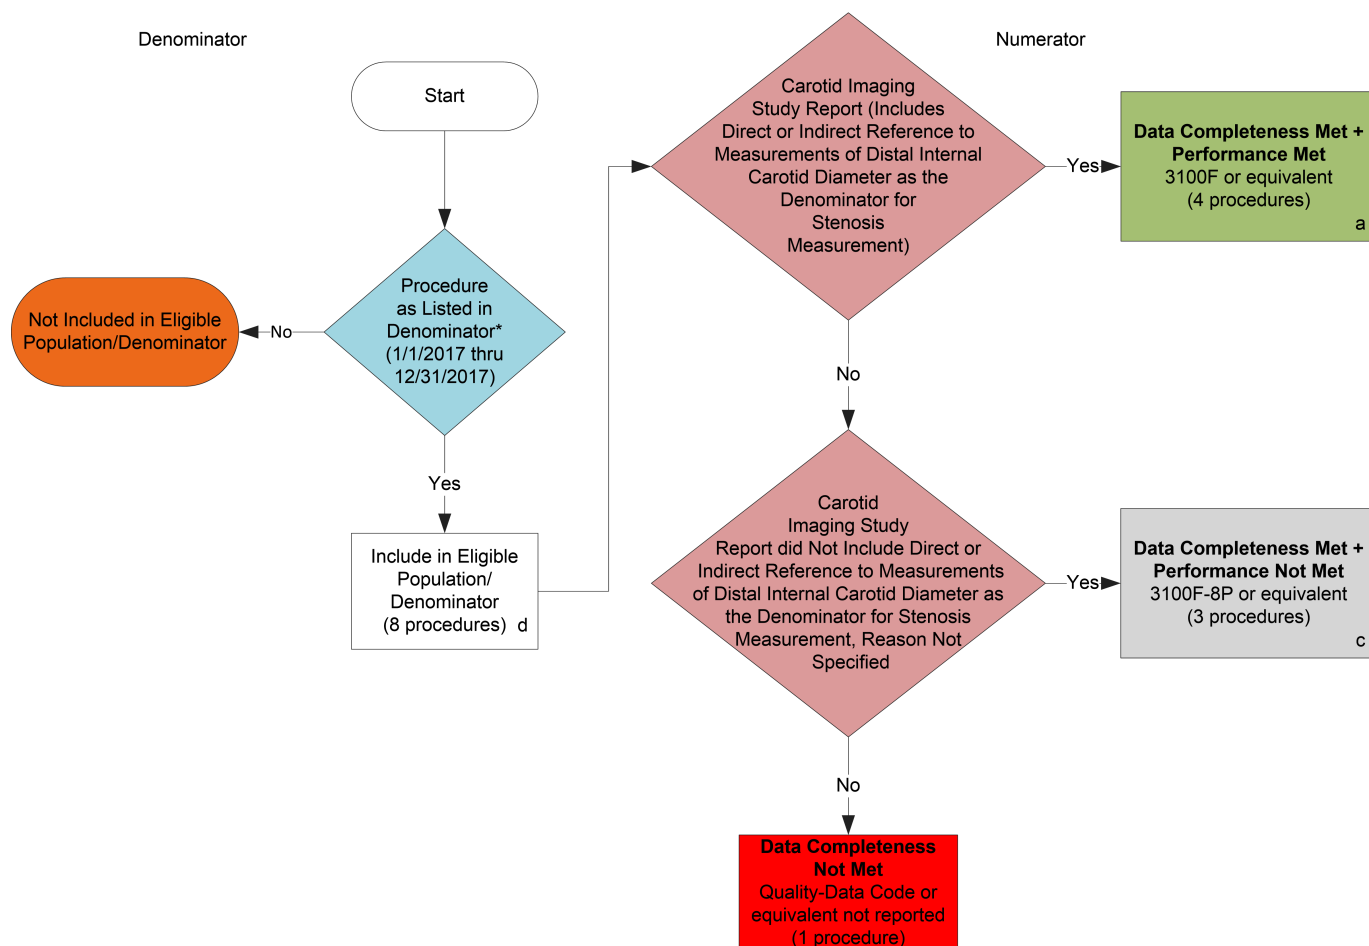 Denominator
Numerator
Start
Procedure
as Listed in
Denominator*
(1/1/2017 thru
12/31/2017)
No
Not Included in Eligible
Population/Denominator
Yes
Include in Eligible
Population/
Denominator
(8 procedures) d
Carotid Imaging
Study Report (Includes
Direct or Indirect Reference to
Measurements of Distal Internal
Carotid Diameter as the
Denominator for
Stenosis
Measurement)
Yes
Data Completeness Met +
Performance Met
3100F or equivalent
(4 procedures)
a
No
Carotid
Imaging Study
Report did Not Include Direct or
Indirect Reference to Measurements
of Distal Internal Carotid Diameter as
the Denominator for Stenosis
Measurement, Reason Not
Specified
Yes
Data Completeness Met +
Performance Not Met
3100F-8P or equivalent
(3 procedures)
c
No
Data Completeness
Not Met
Quality-Data Code or
equivalent not reported
(1 procedure)